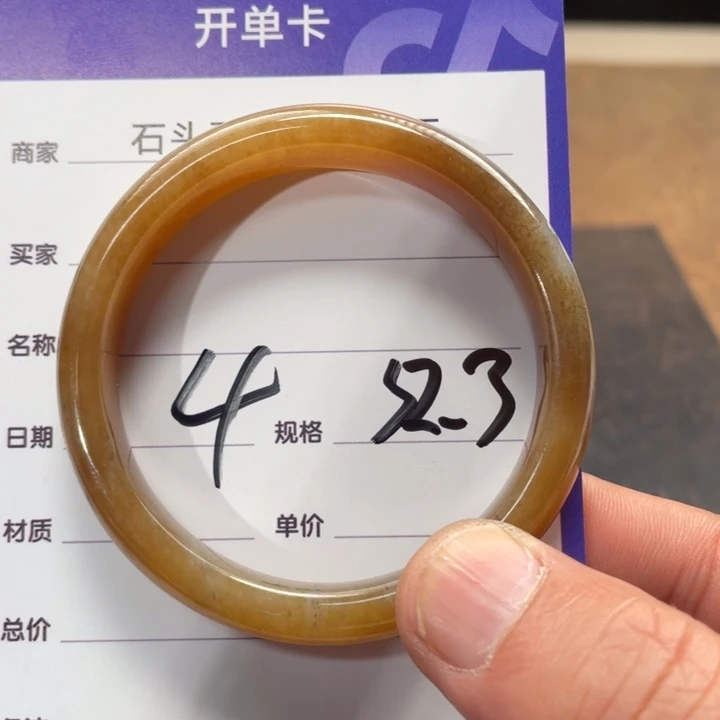 开单卡
商家 石头
买家
名称
4 52.3
日期 规格
材质 单价
总价